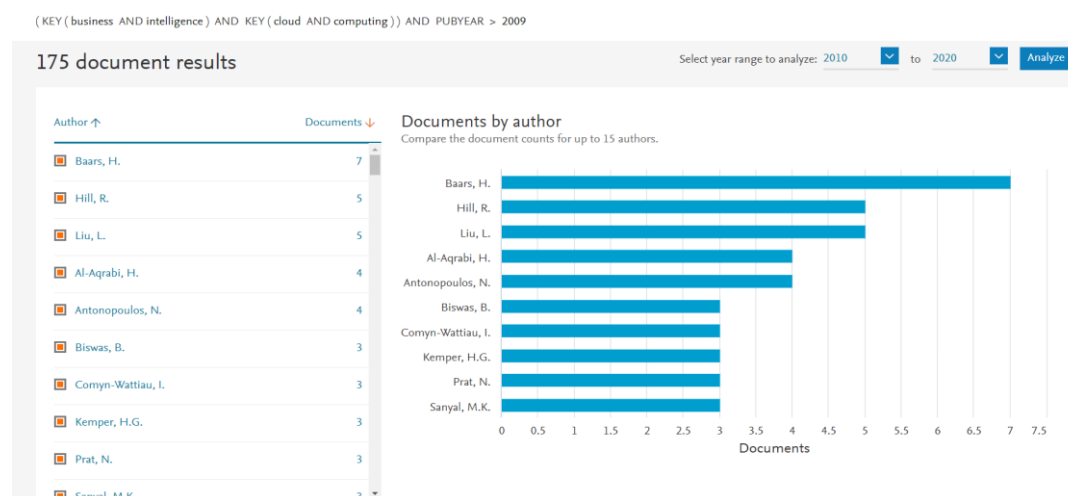 ( KEY ( business AND intelligence ) AND KEY ( cloud AND computing ) ) AND PUBYEAR > 2009
175 document results
Select year range to analyze: 2010 to 2020 Analyze
Author Documents
Baars, H. 7
Hill, R. 5
Liu, L. 5
Al-Aqrabi, H. 4
Antonopoulos, N. 4
Biswas, B. 3
Comyn-Wattiau, I. 3
Kemper, H.G. 3
Prat, N. 3
Sanyal, M.K. 3
Documents by author
Compare the document counts for up to 15 authors.
Baars, H.
Hill, R.
Liu, L.
Al-Aqrabi, H.
Antonopoulos, N.
Biswas, B.
Comyn-Wattiau, I.
Kemper, H.G.
Prat, N.
Sanyal, M.K.
0 0.5 1 1.5 2 2.5 3 3.5 4 4.5 5 5.5 6 6.5 7 7.5
Documents